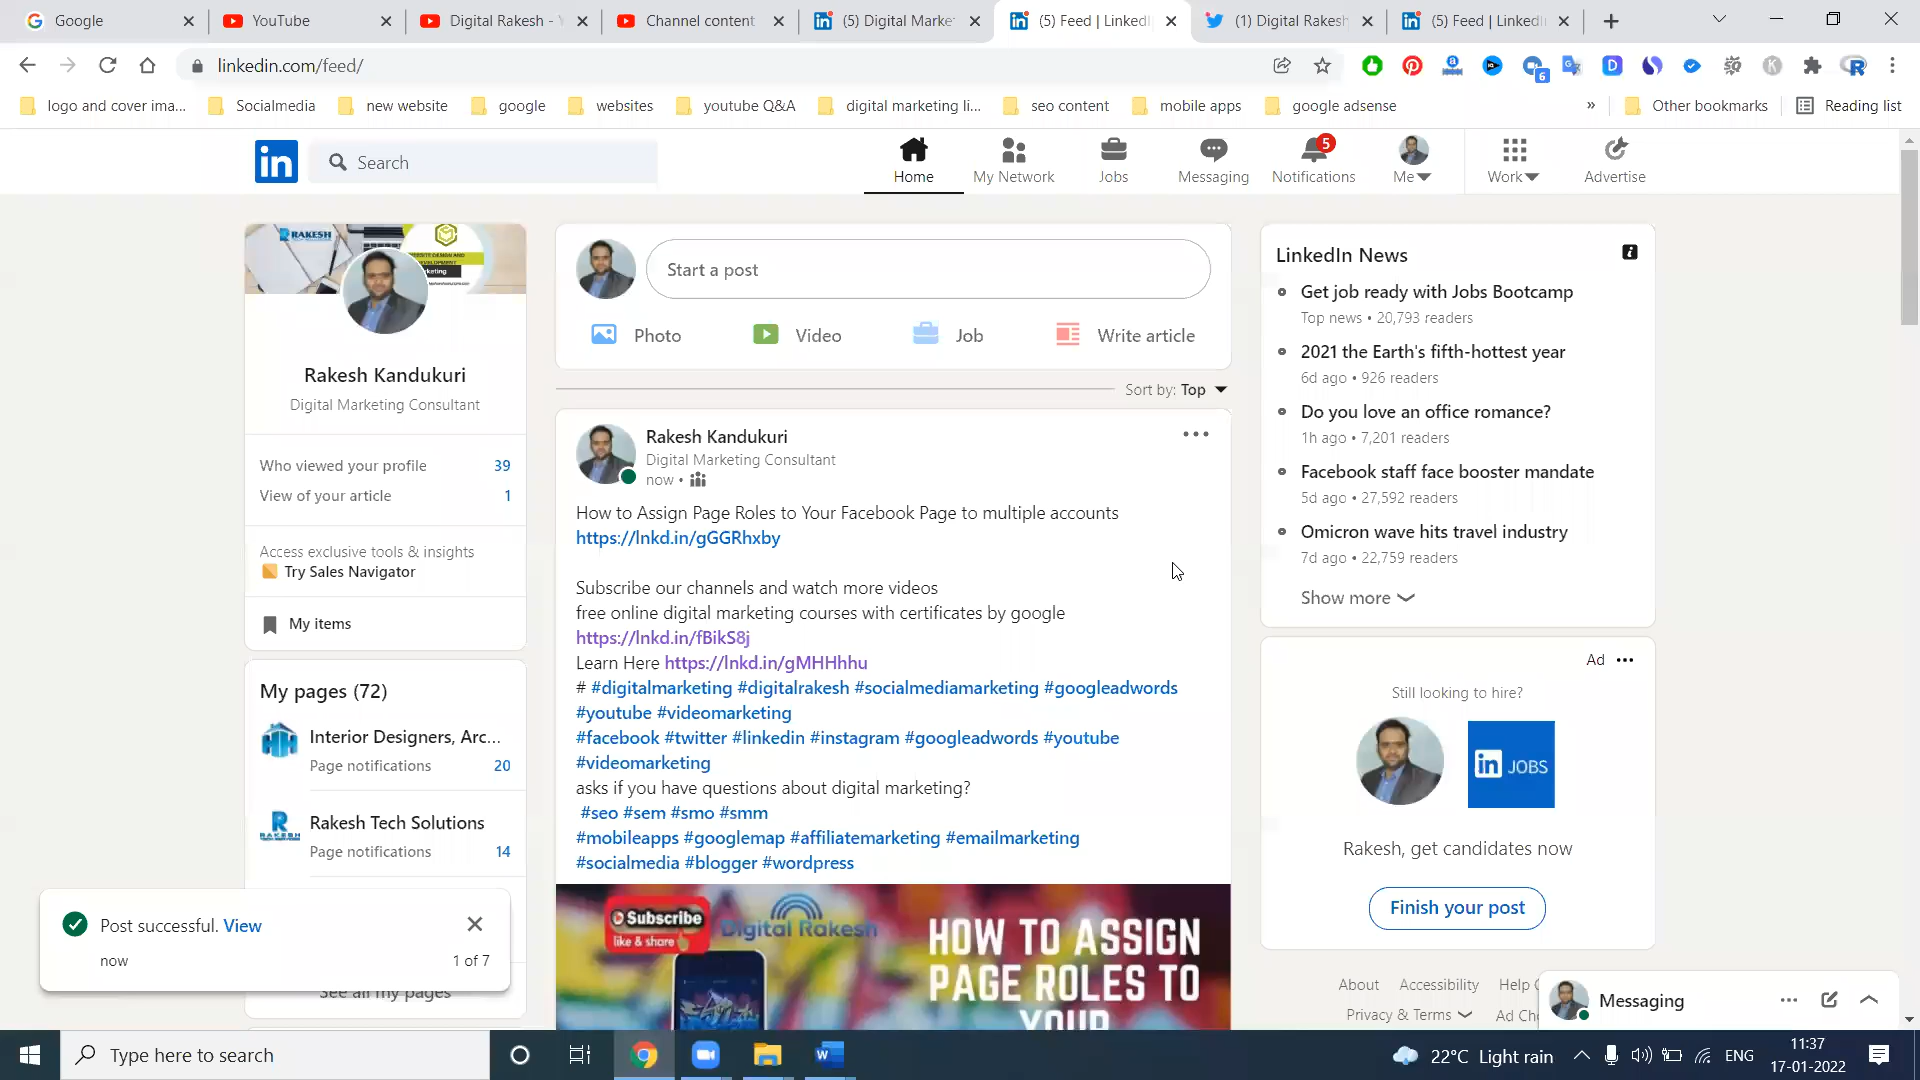 Google
YouTube
Digital Rakesh -
Channel content
(5) Digital Marke
(5) Feed | LinkedI
(1) Digital Rakesh
(5) Feed | LinkedI
linkedin.com/feed/
6
logo and cover ima...
Socialmedia
new website
google
websites
youtube Q&A
digital marketing li...
seo content
mobile apps
google adsense
»
Other bookmarks
Reading list
in
Search
Home
My Network
Jobs
Messaging
5
Notifications
Me
Work
Advertise
RAKESH
Rakesh Kandukuri
Digital Marketing Consultant
Who viewed your profile 39
View of your article 1
Access exclusive tools & insights
Try Sales Navigator
My items
My pages (72)
Interior Designers, Arc...
Page notifications 20
RAKESH
Rakesh Tech Solutions
Page notifications 14
See all my pages
Post successful. View
now
1 of 7
Start a post
Photo
Video
Job
Write article
Sort by: Top
Rakesh Kandukuri
Digital Marketing Consultant
now •
How to Assign Page Roles to Your Facebook Page to multiple accounts
https://lnkd.in/gGGRhxby
Subscribe our channels and watch more videos
free online digital marketing courses with certificates by google
https://lnkd.in/fBikS8j
Learn Here https://lnkd.in/gMHHhhu
# #digitalmarketing #digitalrakesh #socialmediamarketing #googleadwords
#youtube #videomarketing
#facebook #twitter #linkedin #instagram #googleadwords #youtube
#videomarketing
asks if you have questions about digital marketing?
#seo #sem #smo #smm
#mobileapps #googlemap #affiliatemarketing #emailmarketing
#socialmedia #blogger #wordpress
Subscribe
like & share
Digital Rakesh
HOW TO ASSIGN
PAGE ROLES TO
YOUR
LinkedIn News
Get job ready with Jobs Bootcamp
Top news • 20,793 readers
2021 the Earth's fifth-hottest year
6d ago • 926 readers
Do you love an office romance?
1h ago • 7,201 readers
Facebook staff face booster mandate
5d ago • 27,592 readers
Omicron wave hits travel industry
7d ago • 22,759 readers
Show more
Ad
Still looking to hire?
in JOBS
Rakesh, get candidates now
Finish your post
About
Accessibility
Help
Privacy & Terms
Ad Ch
Messaging
Type here to search
22°C Light rain
ENG
11:37
17-01-2022